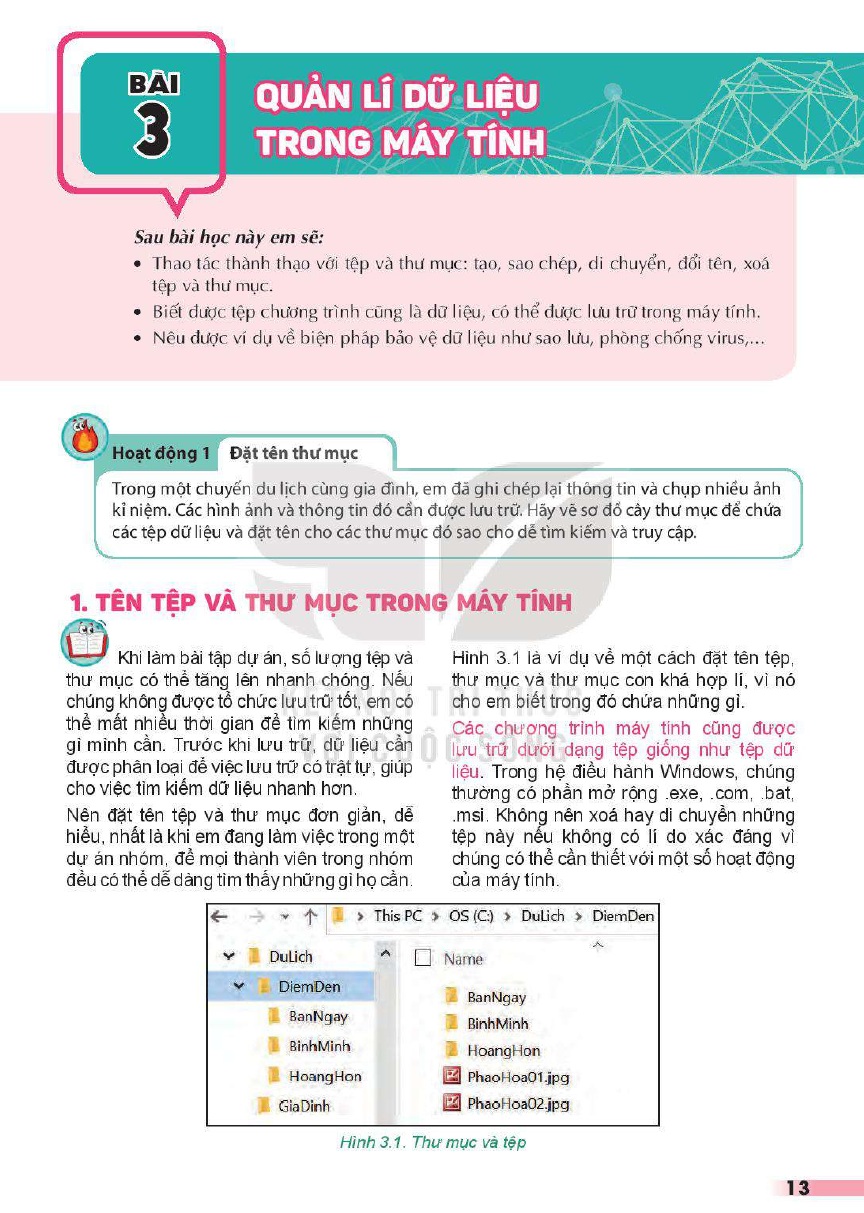 BÀI
3
QUẢN LÍ DỮ LIỆU
TRONG MÁY TÍNH
Sau bài học này em sẽ:
• Thao tác thành thạo với tệp và thư mục: tạo, sao chép, di chuyển, đổi tên, xoá
tệp và thư mục.
• Biết được tệp chương trình cũng là dữ liệu, có thể được lưu trữ trong máy tính.
• Nêu được ví dụ về biện pháp bảo vệ dữ liệu như sao lưu, phòng chống virus,...
Hoạt động 1 Đặt tên thư mục
Trong một chuyến du lịch cùng gia đình, em đã ghi chép lại thông tin và chụp nhiều ảnh
kỉ niệm. Các hình ảnh và thông tin đó cần được lưu trữ. Hãy vẽ sơ đồ cây thư mục để chứa
các tệp dữ liệu và đặt tên cho các thư mục đó sao cho dễ tìm kiếm và truy cập.
1. TÊN TỆP VÀ THƯ MỤC TRONG MÁY TÍNH
Khi làm bài tập dự án, số lượng tệp và
thư mục có thể tăng lên nhanh chóng. Nếu
chúng không được tổ chức lưu trữ tốt, em có
thể mất nhiều thời gian để tìm kiếm những
gì mình cần. Trước khi lưu trữ, dữ liệu cần
được phân loại để việc lưu trữ có trật tự, giúp
cho việc tìm kiếm dữ liệu nhanh hơn.
Nên đặt tên tệp và thư mục đơn giản, dễ
hiểu, nhất là khi em đang làm việc trong một
dự án nhóm, để mọi thành viên trong nhóm
đều có thể dễ dàng tìm thấy những gì họ cần.
Hình 3.1 là ví dụ về một cách đặt tên tệp,
thư mục và thư mục con khá hợp lí, vì nó
cho em biết trong đó chứa những gì.
Các chương trình máy tính cũng được
lưu trữ dưới dạng tệp giống như tệp dữ
liệu. Trong hệ điều hành Windows, chúng
thường có phần mở rộng .exe, .com, .bat,
.msi. Không nên xoá hay di chuyển những
tệp này nếu không có lí do xác đáng vì
chúng có thể cần thiết với một số hoạt động
của máy tính.
KẾT NỐI TRI THỨC
VỚI CUỘC SỐNG
This PC > OS (C:) > DuLich > DiemDen
DuLich
DiemDen
BanNgay
BinhMinh
HoangHon
GiaDinh
Name
BanNgay
BinhMinh
HoangHon
PhaoHoa01.jpg
PhaoHoa02.jpg
Hình 3.1. Thư mục và tệp
13